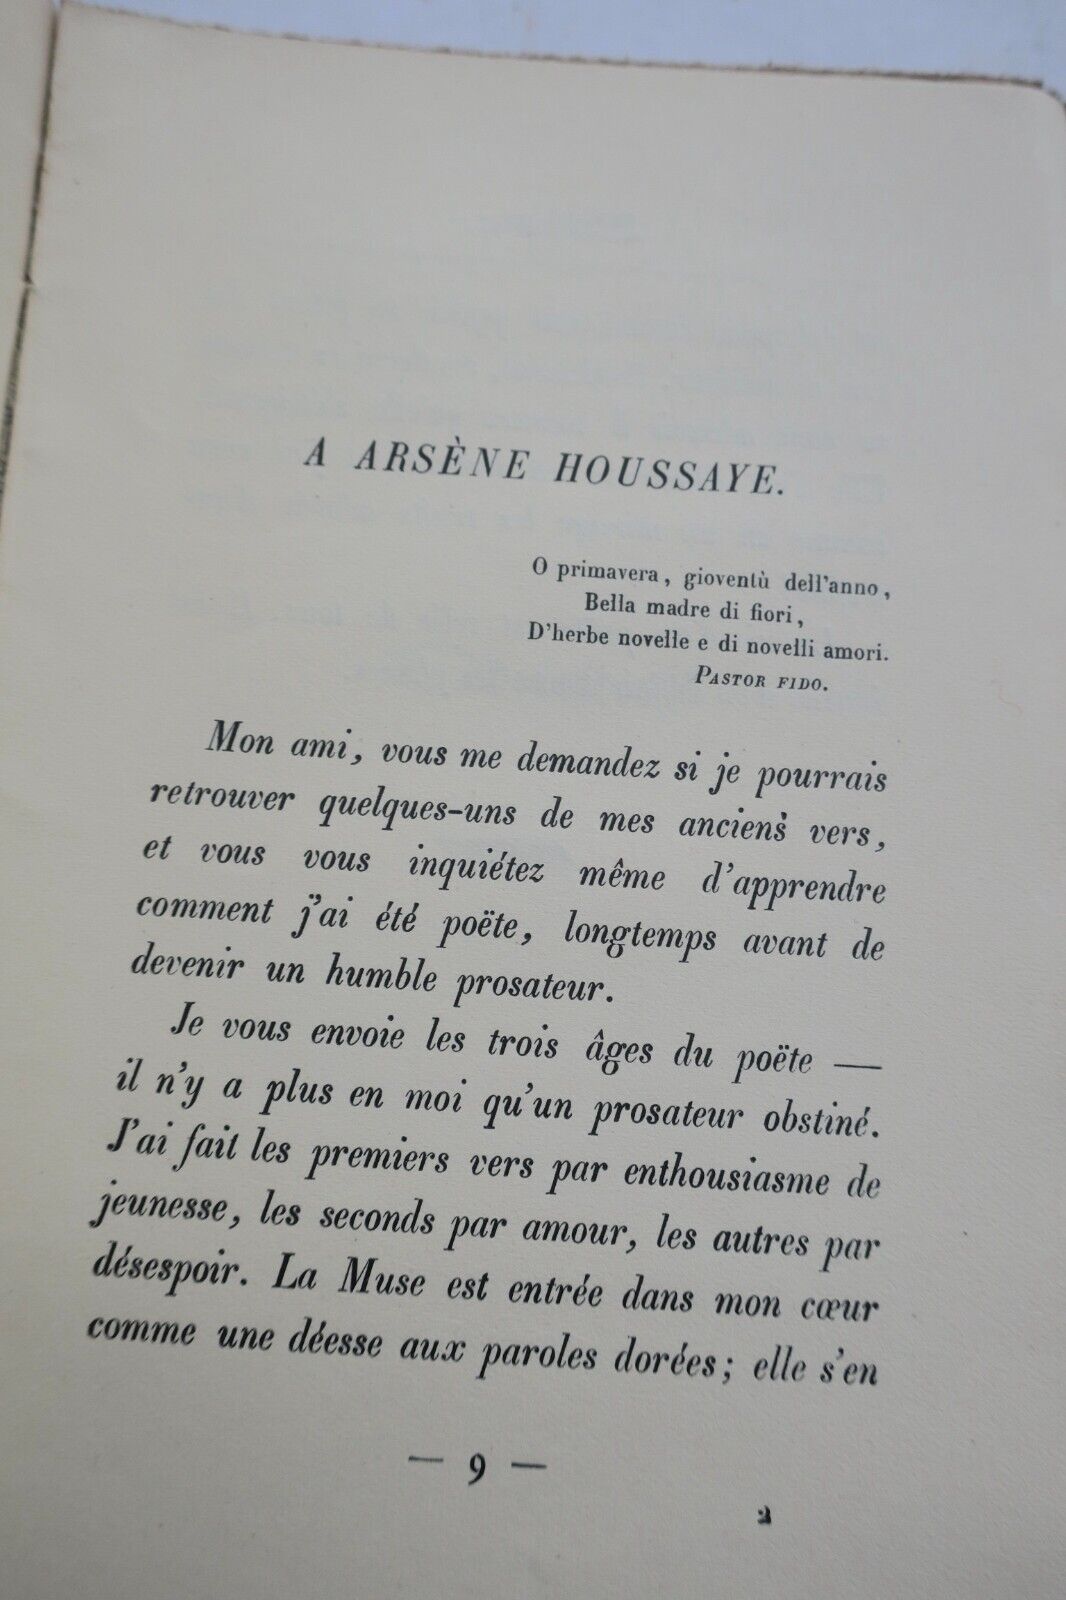 A ARSÈNE HOUSSAYE.
O primavera, gioventù dell'anno,
Bella madre di fiori,
D'herbe novelle e di novelli amori.
PASTOR FIDO.
Mon ami, vous me demandez si je pourrais
retrouver quelques-uns de mes anciens vers,
et vous vous inquiétez même d'apprendre
comment j'ai été poëte, longtemps avant de
devenir un humble prosateur.
Je vous envoie les trois âges du poëte —
il n'y a plus en moi qu'un prosateur obstiné.
J'ai fait les premiers vers par enthousiasme de
jeunesse, les seconds par amour, les autres par
désespoir. La Muse est entrée dans mon cœur
comme une déesse aux paroles dorées; elle s'en
— 9 —
2